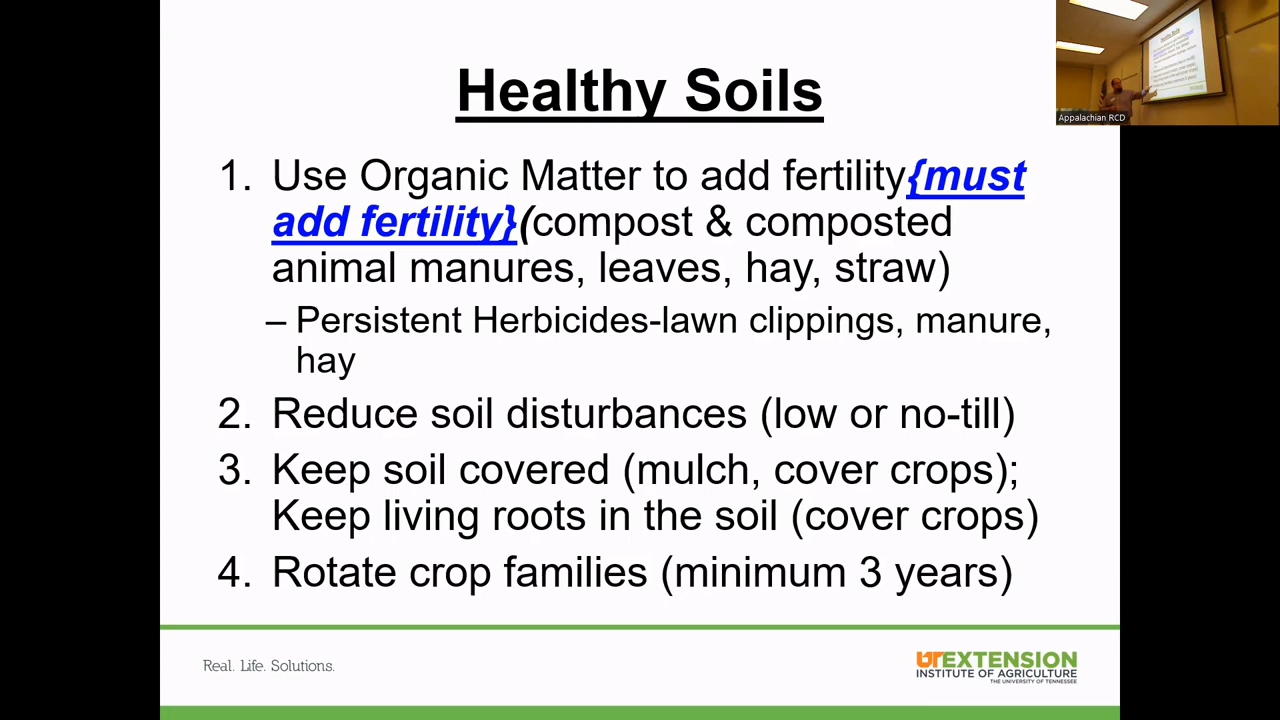 Healthy Soils
1. Use Organic Matter to add fertility{must
add fertility}(compost & composted
animal manures, leaves, hay, straw)
– Persistent Herbicides-lawn clippings, manure,
hay
2. Reduce soil disturbances (low or no-till)
3. Keep soil covered (mulch, cover crops);
Keep living roots in the soil (cover crops)
4. Rotate crop families (minimum 3 years)
Real. Life. Solutions.
UTEXTENSION
INSTITUTE OF AGRICULTURE
THE UNIVERSITY OF TENNESSEE
Appalachian RCD
Healthy Soils